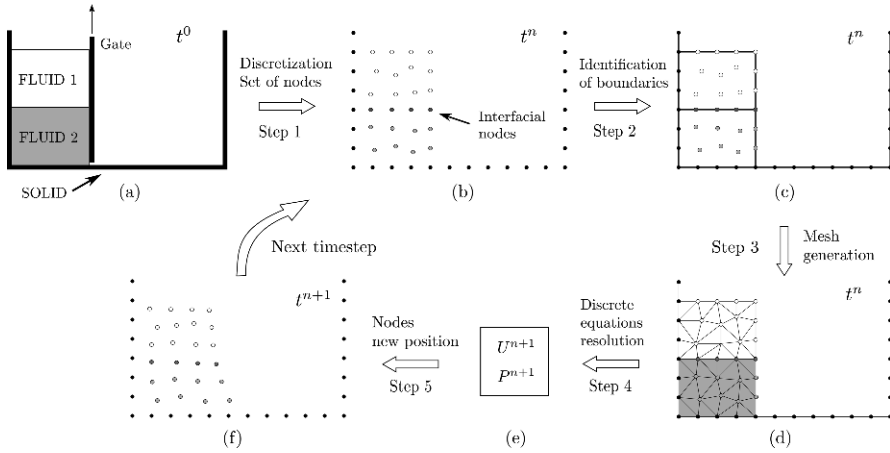 Gate
t^0
FLUID 1
FLUID 2
SOLID
(a)
Discretization
Set of nodes
Step 1
t^n
Interfacial
nodes
(b)
Identification
of boundaries
Step 2
t^n
(c)
Step 3
Mesh
generation
t^n
(d)
Discrete
equations
resolution
Step 4
U^{n+1}
P^{n+1}
(e)
Nodes
new position
Step 5
t^{n+1}
(f)
Next timestep